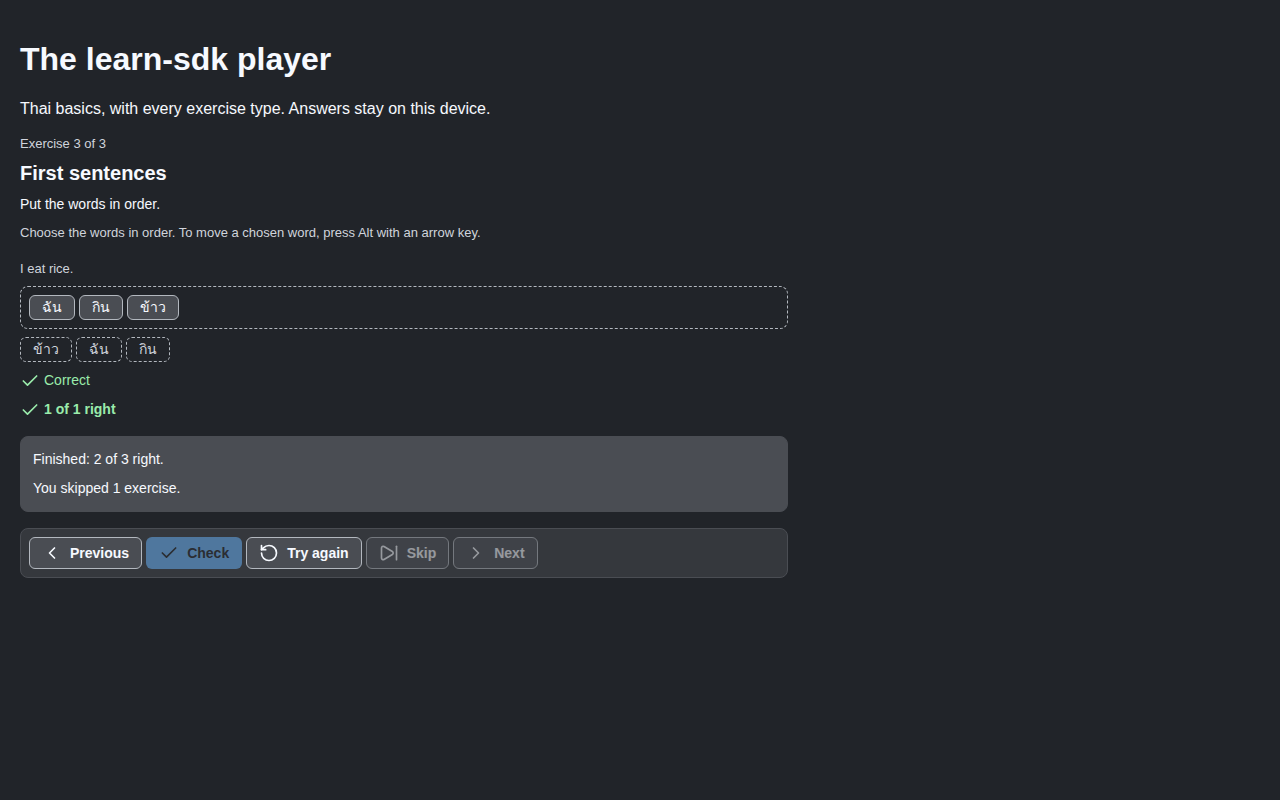 The learn-sdk player
Thai basics, with every exercise type. Answers stay on this device.
Exercise 3 of 3
First sentences
Put the words in order.
Choose the words in order. To move a chosen word, press Alt with an arrow key.
I eat rice.
ฉัน กิน ข้าว
ข้าว ฉัน กิน
Correct
1 of 1 right
Finished: 2 of 3 right.
You skipped 1 exercise.
Previous Check Try again Skip Next